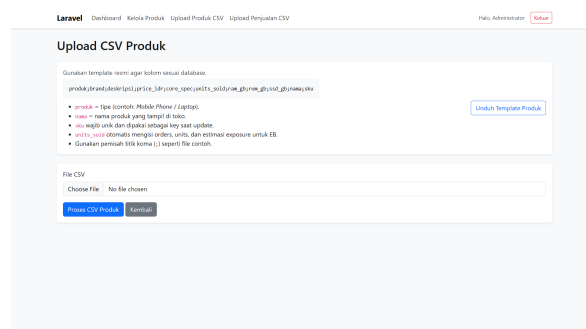 Laravel Dashboard Kelola Produk Upload Produk CSV Upload Penjualan CSV Halo, Administrator Keluar
Upload CSV Produk
Gunakan template resmi agar kolom sesuai database.
produk;brand;deskripsi;price_idr;core_spec;units_sold;ram_gb;rom_gb;ssd_gb;nama;sku
produk = tipe (contoh: Mobile Phone / Laptop).
nama = nama produk yang tampil di toko.
sku wajib unik dan dipakai sebagai key saat update.
units_sold otomatis mengisi orders, units, dan estimasi exposure untuk EB.
Gunakan pemisah titik koma (;) seperti file contoh.
Unduh Template Produk
File CSV
Choose File No file chosen
Proses CSV Produk Kembali